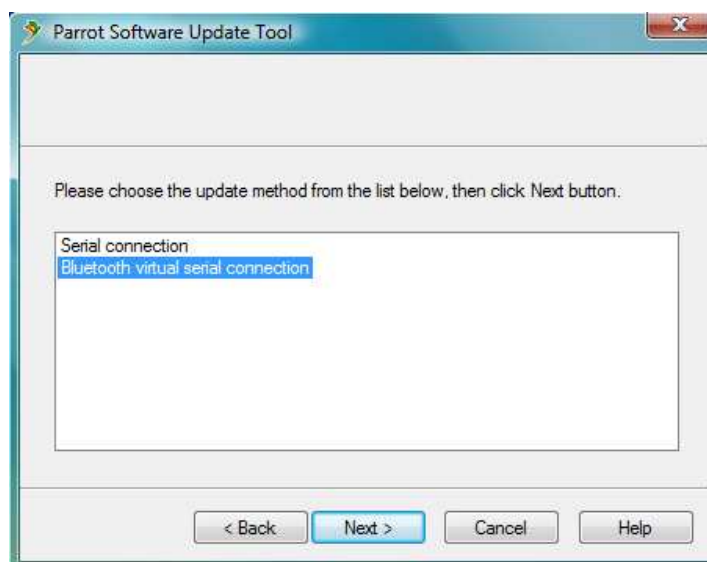 Parrot Software Update Tool
Please choose the update method from the list below, then click Next button.
Serial connection
Bluetooth virtual serial connection
< Back Next > Cancel Help